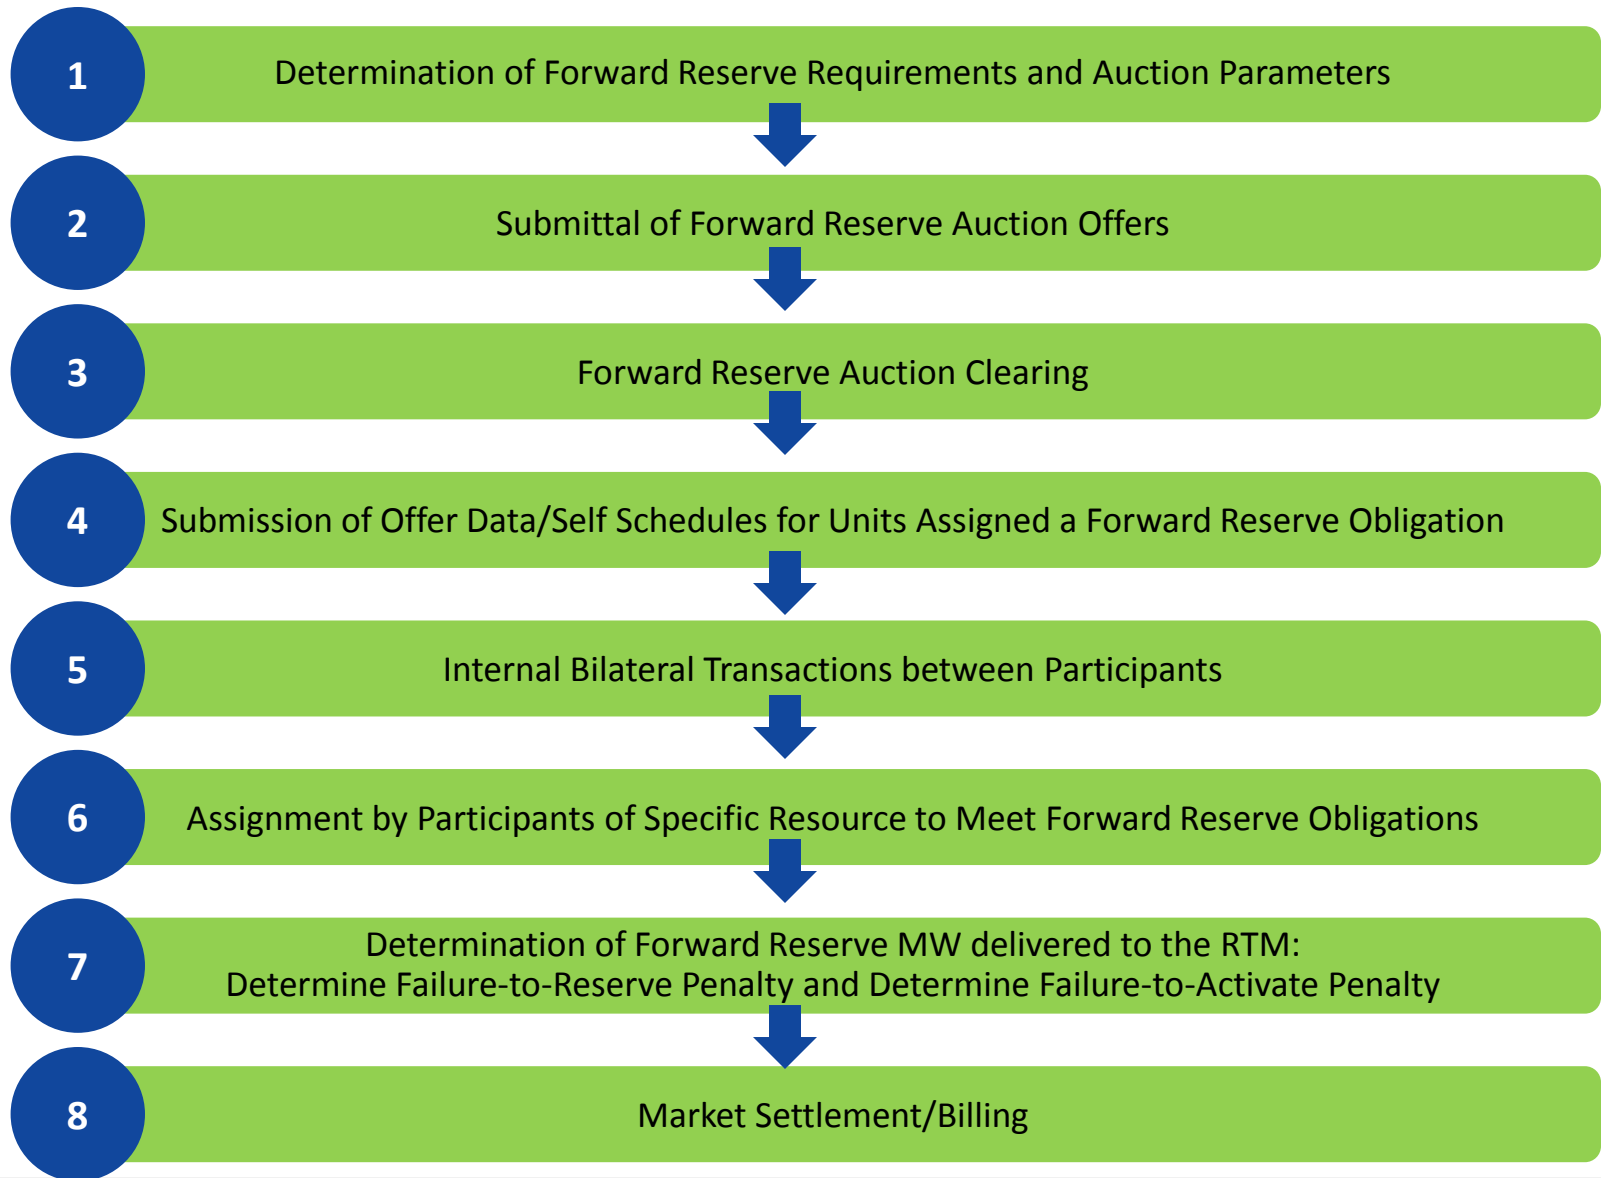 1
Determination of Forward Reserve Requirements and Auction Parameters
2
Submittal of Forward Reserve Auction Offers
3
Forward Reserve Auction Clearing
4
Submission of Offer Data/Self Schedules for Units Assigned a Forward Reserve Obligation
5
Internal Bilateral Transactions between Participants
6
Assignment by Participants of Specific Resource to Meet Forward Reserve Obligations
7
Determination of Forward Reserve MW delivered to the RTM:
Determine Failure-to-Reserve Penalty and Determine Failure-to-Activate Penalty
8
Market Settlement/Billing